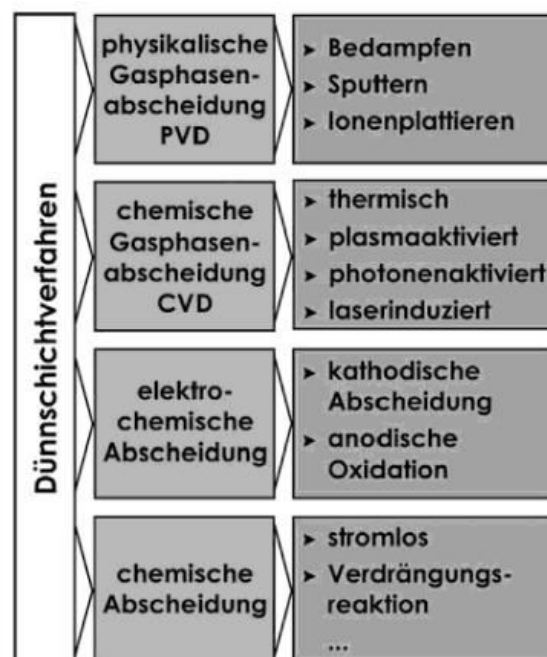 Dünnschichtverfahren
physikalische
Gasphasen-
abscheidung
PVD
➤ Bedampfen
➤ Sputtern
➤ Ionenplattieren
chemische
Gasphasen-
abscheidung
CVD
➤ thermisch
➤ plasmaaktiviert
➤ photonenaktiviert
➤ laserinduziert
elektro-
chemische
Abscheidung
➤ kathodische
Abscheidung
➤ anodische
Oxidation
chemische
Abscheidung
➤ stromlos
➤ Verdrängungs-
reaktion
...